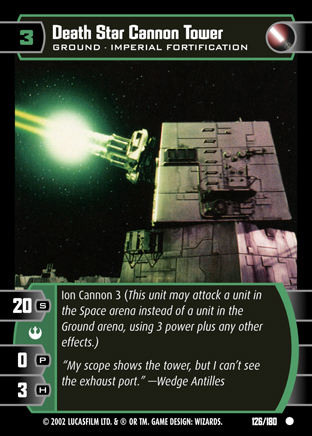 3
Death Star Cannon Tower
GROUND · IMPERIAL FORTIFICATION
20 S
Ion Cannon 3 (This unit may attack a unit in
the Space arena instead of a unit in the
Ground arena, using 3 power plus any other
effects.)
0 P
3 H
“My scope shows the tower, but I can’t see
the exhaust port.” —Wedge Antilles
© 2002 LUCASFILM LTD. & ® OR TM. GAME DESIGN: WIZARDS.
126/180